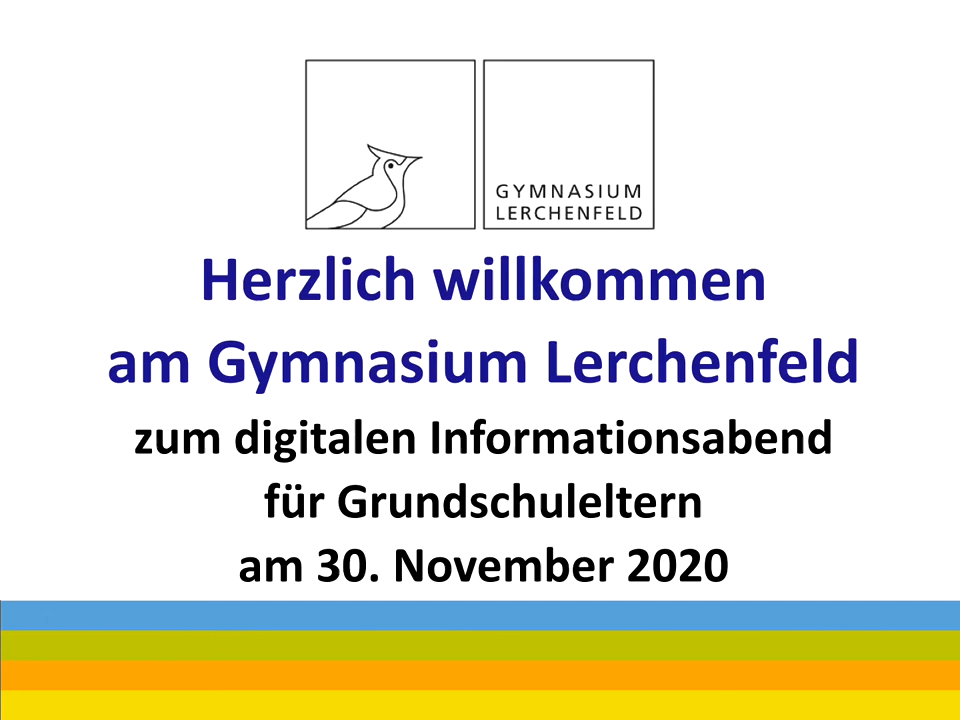 GYMNASIUM
LERCHENFELD
Herzlich willkommen
am Gymnasium Lerchenfeld
zum digitalen Informationsabend
für Grundschuleltern
am 30. November 2020